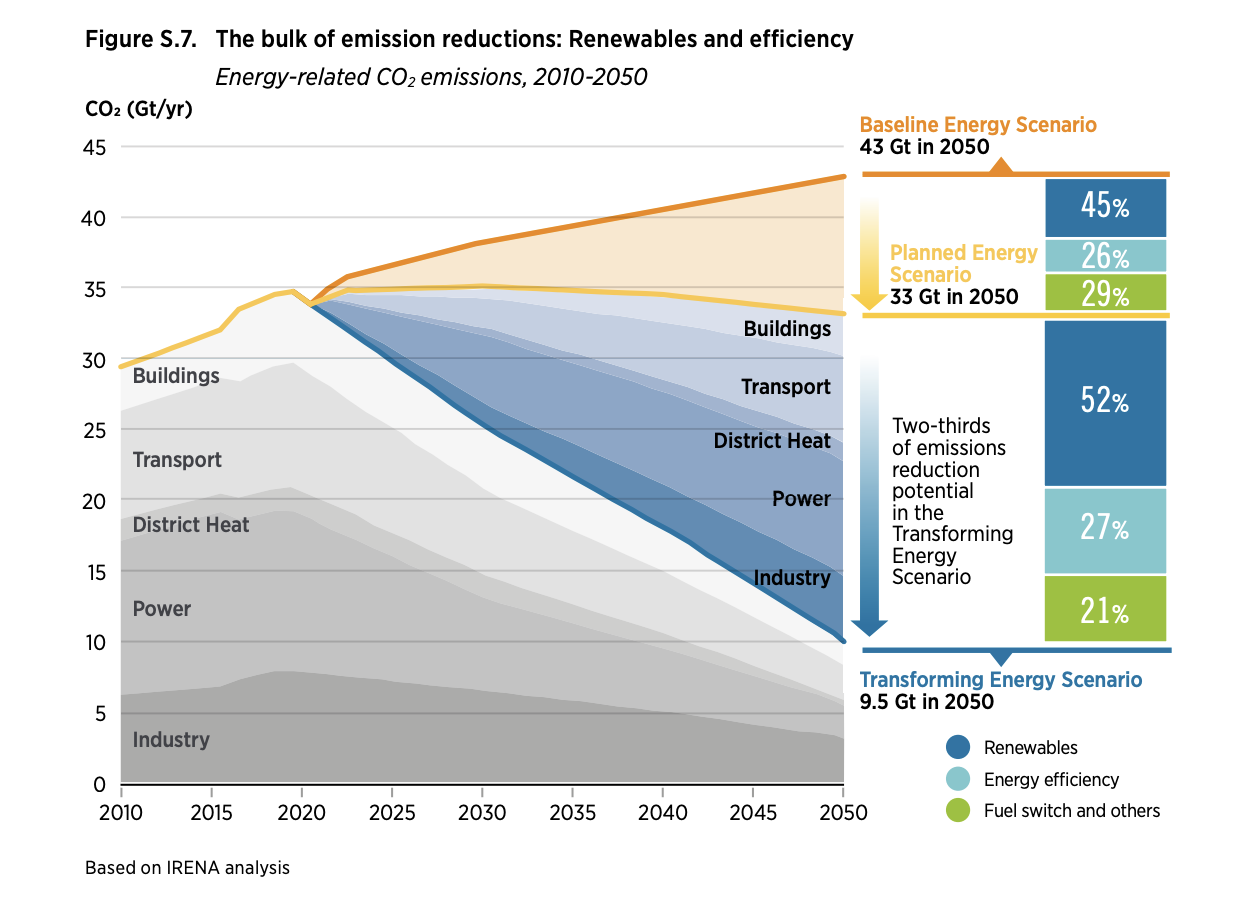 Figure S.7. The bulk of emission reductions: Renewables and efficiency
Energy-related CO₂ emissions, 2010-2050
CO₂ (Gt/yr)
45
40
35
30
25
20
15
10
5
0
2010 2015 2020 2025 2030 2035 2040 2045 2050
Buildings
Transport
District Heat
Power
Industry
Buildings
Transport
District Heat
Power
Industry
Baseline Energy Scenario
43 Gt in 2050
45%
26%
29%
Planned Energy
Scenario
33 Gt in 2050
52%
27%
21%
Two-thirds
of emissions
reduction
potential
in the
Transforming
Energy
Scenario
Transforming Energy Scenario
9.5 Gt in 2050
Renewables
Energy efficiency
Fuel switch and others
Based on IRENA analysis